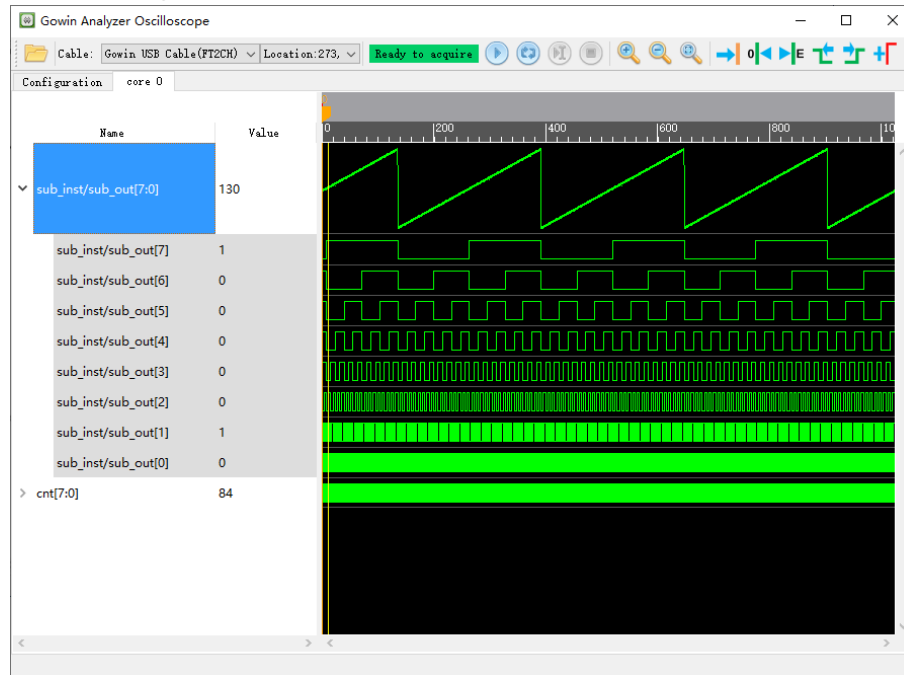 Gowin Analyzer Oscilloscope
Cable: Gowin USB Cable(FT2CH) Location:273, Ready to acquire 0 E
Configuration core 0
Name Value 0 200 400 600 800 10
sub_inst/sub_out[7:0] 130
sub_inst/sub_out[7] 1
sub_inst/sub_out[6] 0
sub_inst/sub_out[5] 0
sub_inst/sub_out[4] 0
sub_inst/sub_out[3] 0
sub_inst/sub_out[2] 0
sub_inst/sub_out[1] 1
sub_inst/sub_out[0] 0
cnt[7:0] 84